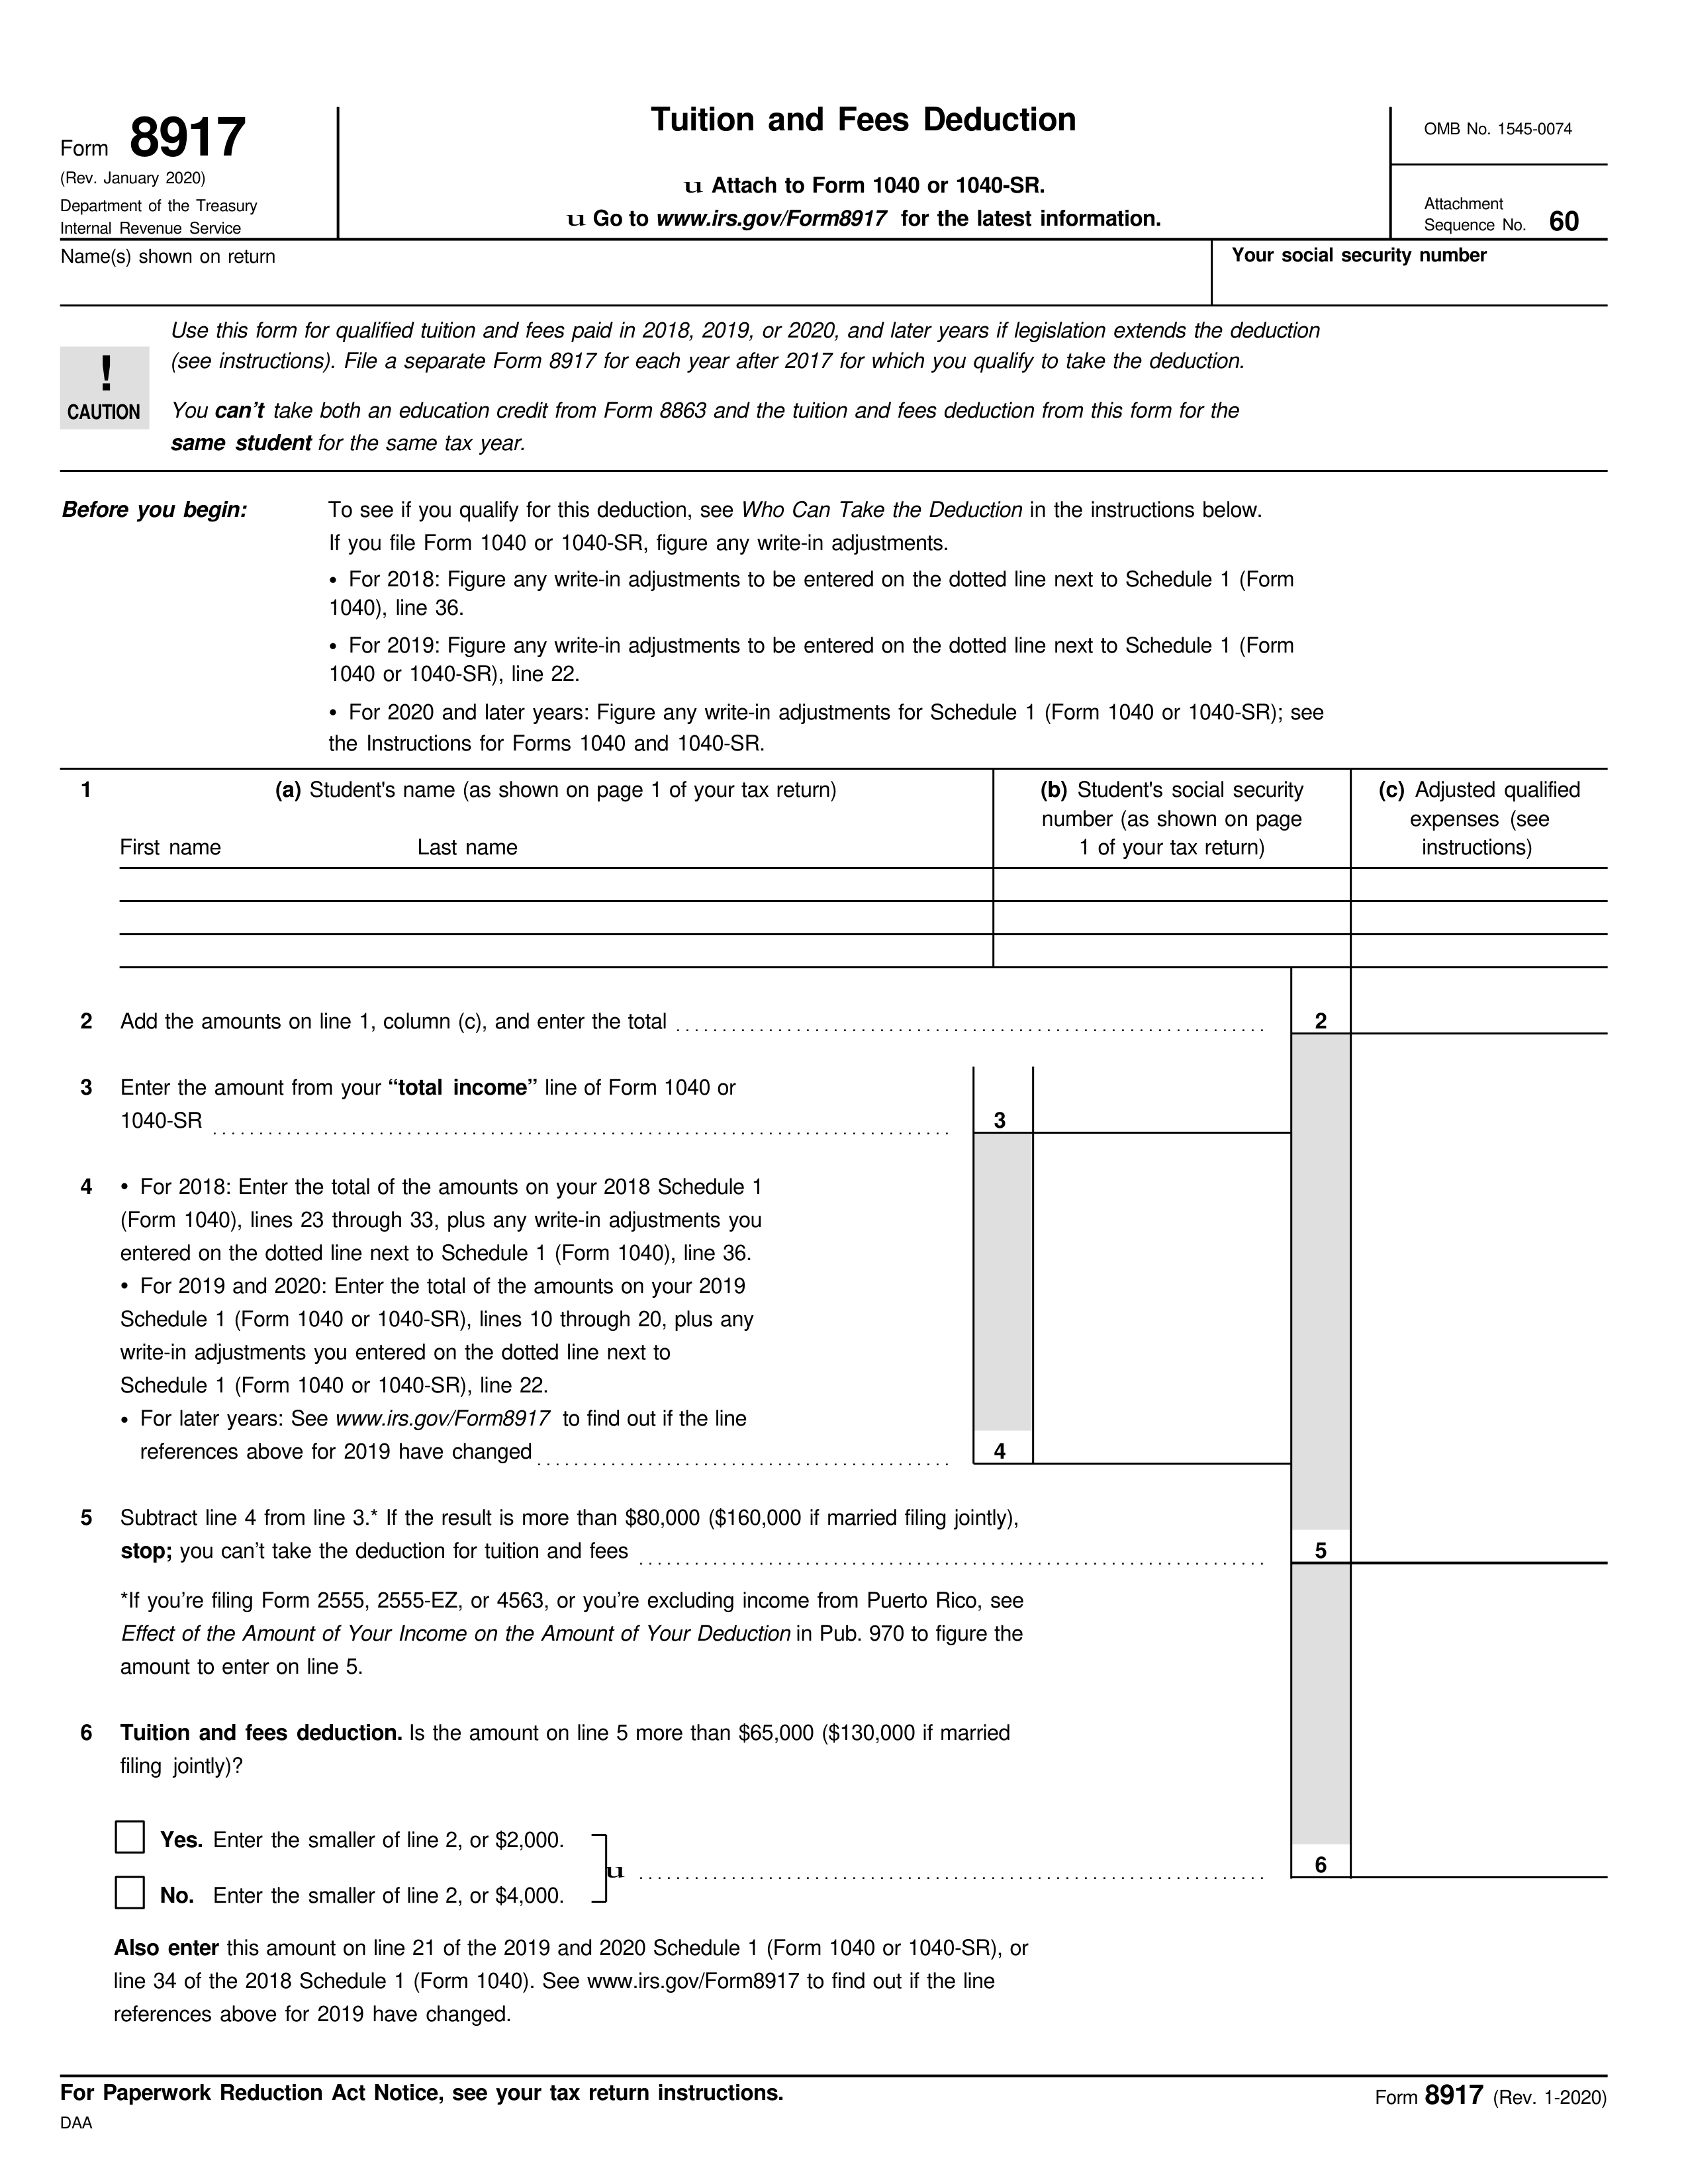 Form 8917
(Rev. January 2020)
Department of the Treasury
Internal Revenue Service
Tuition and Fees Deduction
u Attach to Form 1040 or 1040-SR.
u Go to www.irs.gov/Form8917 for the latest information.
OMB No. 1545-0074
Attachment
Sequence No. 60
Name(s) shown on return
Your social security number
!
CAUTION
Use this form for qualified tuition and fees paid in 2018, 2019, or 2020, and later years if legislation extends the deduction
(see instructions). File a separate Form 8917 for each year after 2017 for which you qualify to take the deduction.
You can’t take both an education credit from Form 8863 and the tuition and fees deduction from this form for the
same student for the same tax year.
Before you begin:
To see if you qualify for this deduction, see Who Can Take the Deduction in the instructions below.
If you file Form 1040 or 1040-SR, figure any write-in adjustments.
• For 2018: Figure any write-in adjustments to be entered on the dotted line next to Schedule 1 (Form
1040), line 36.
• For 2019: Figure any write-in adjustments to be entered on the dotted line next to Schedule 1 (Form
1040 or 1040-SR), line 22.
• For 2020 and later years: Figure any write-in adjustments for Schedule 1 (Form 1040 or 1040-SR); see
the Instructions for Forms 1040 and 1040-SR.
1 (a) Student's name (as shown on page 1 of your tax return)
First name Last name
(b) Student's social security
number (as shown on page
1 of your tax return)
(c) Adjusted qualified
expenses (see
instructions)
2 Add the amounts on line 1, column (c), and enter the total 2
3 Enter the amount from your “total income” line of Form 1040 or
1040-SR 3
4 • For 2018: Enter the total of the amounts on your 2018 Schedule 1
(Form 1040), lines 23 through 33, plus any write-in adjustments you
entered on the dotted line next to Schedule 1 (Form 1040), line 36.
• For 2019 and 2020: Enter the total of the amounts on your 2019
Schedule 1 (Form 1040 or 1040-SR), lines 10 through 20, plus any
write-in adjustments you entered on the dotted line next to
Schedule 1 (Form 1040 or 1040-SR), line 22.
• For later years: See www.irs.gov/Form8917 to find out if the line
references above for 2019 have changed 4
5 Subtract line 4 from line 3.* If the result is more than $80,000 ($160,000 if married filing jointly),
stop; you can’t take the deduction for tuition and fees 5
*If you’re filing Form 2555, 2555-EZ, or 4563, or you’re excluding income from Puerto Rico, see
Effect of the Amount of Your Income on the Amount of Your Deduction in Pub. 970 to figure the
amount to enter on line 5.
6 Tuition and fees deduction. Is the amount on line 5 more than $65,000 ($130,000 if married
filing jointly)?
Yes. Enter the smaller of line 2, or $2,000.
u 6
No. Enter the smaller of line 2, or $4,000.
Also enter this amount on line 21 of the 2019 and 2020 Schedule 1 (Form 1040 or 1040-SR), or
line 34 of the 2018 Schedule 1 (Form 1040). See www.irs.gov/Form8917 to find out if the line
references above for 2019 have changed.
For Paperwork Reduction Act Notice, see your tax return instructions.
Form 8917 (Rev. 1-2020)
DAA